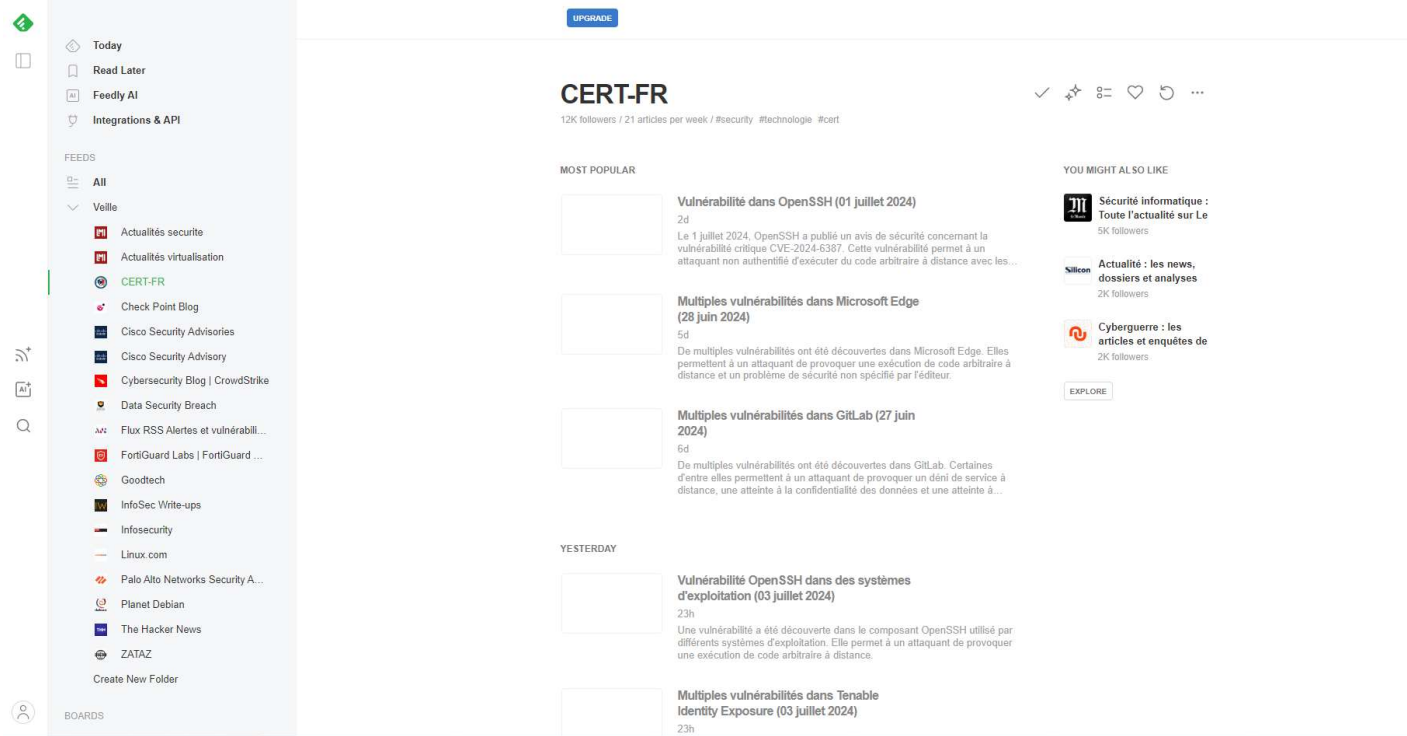 UPGRADE
Today
Read Later
AI
Feedly AI
Integrations & API
FEEDS
All
Veille
Actualités securite
Actualités virtualisation
CERT-FR
Check Point Blog
Cisco Security Advisories
Cisco Security Advisory
Cybersecurity Blog | CrowdStrike
Data Security Breach
Flux RSS Alertes et vulnérabili...
FortiGuard Labs | FortiGuard ...
Goodtech
InfoSec Write-ups
Infosecurity
Linux.com
Palo Alto Networks Security A...
Planet Debian
The Hacker News
ZATAZ
Create New Folder
BOARDS
AI
CERT-FR
12K followers / 21 articles per week / #security #technologie #cert
MOST POPULAR
Vulnérabilité dans OpenSSH (01 juillet 2024)
2d
Le 1 juillet 2024, OpenSSH a publié un avis de sécurité concernant la
vulnérabilité critique CVE-2024-6387. Cette vulnérabilité permet à un
attaquant non authentifié d'exécuter du code arbitraire à distance avec les...
Multiples vulnérabilités dans Microsoft Edge
(28 juin 2024)
5d
De multiples vulnérabilités ont été découvertes dans Microsoft Edge. Elles
permettent à un attaquant de provoquer une exécution de code arbitraire à
distance et un problème de sécurité non spécifié par l'éditeur.
Multiples vulnérabilités dans GitLab (27 juin
2024)
6d
De multiples vulnérabilités ont été découvertes dans GitLab. Certaines
d'entre elles permettent à un attaquant de provoquer un déni de service à
distance, une atteinte à la confidentialité des données et une atteinte à...
YESTERDAY
Vulnérabilité OpenSSH dans des systèmes
d'exploitation (03 juillet 2024)
23h
Une vulnérabilité a été découverte dans le composant OpenSSH utilisé par
différents systèmes d'exploitation. Elle permet à un attaquant de provoquer
une exécution de code arbitraire à distance.
Multiples vulnérabilités dans Tenable
Identity Exposure (03 juillet 2024)
23h
YOU MIGHT ALSO LIKE
Sécurité informatique :
Toute l'actualité sur Le
5K followers
Silicon
Actualité : les news,
dossiers et analyses
2K followers
Cyberguerre : les
articles et enquêtes de
2K followers
EXPLORE